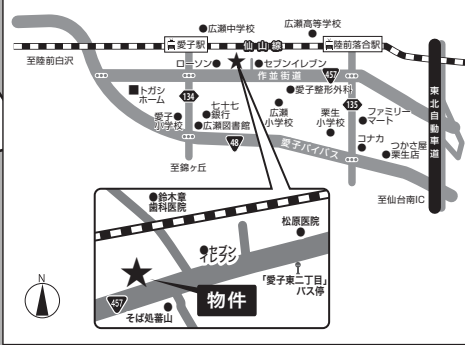 広瀬中学校
広瀬高等学校
愛子駅
仙山線
陸前落合駅
至陸前白沢
ローソン
セブンイレブン
457
作並街道
トガシ
ホーム
134
愛子整形外科
135
東北自動車道
愛子
小学校
七十七
銀行
広瀬図書館
広瀬
小学校
栗生
小学校
ファミリー
マート
コナカ
つかさ屋
栗生店
48
愛子バイパス
至錦ヶ丘
至仙台南IC
鈴木章
歯科医院
松原医院
セブン
イレブン
「愛子東二丁目」
バス停
物件
457
そば処蕃山
N